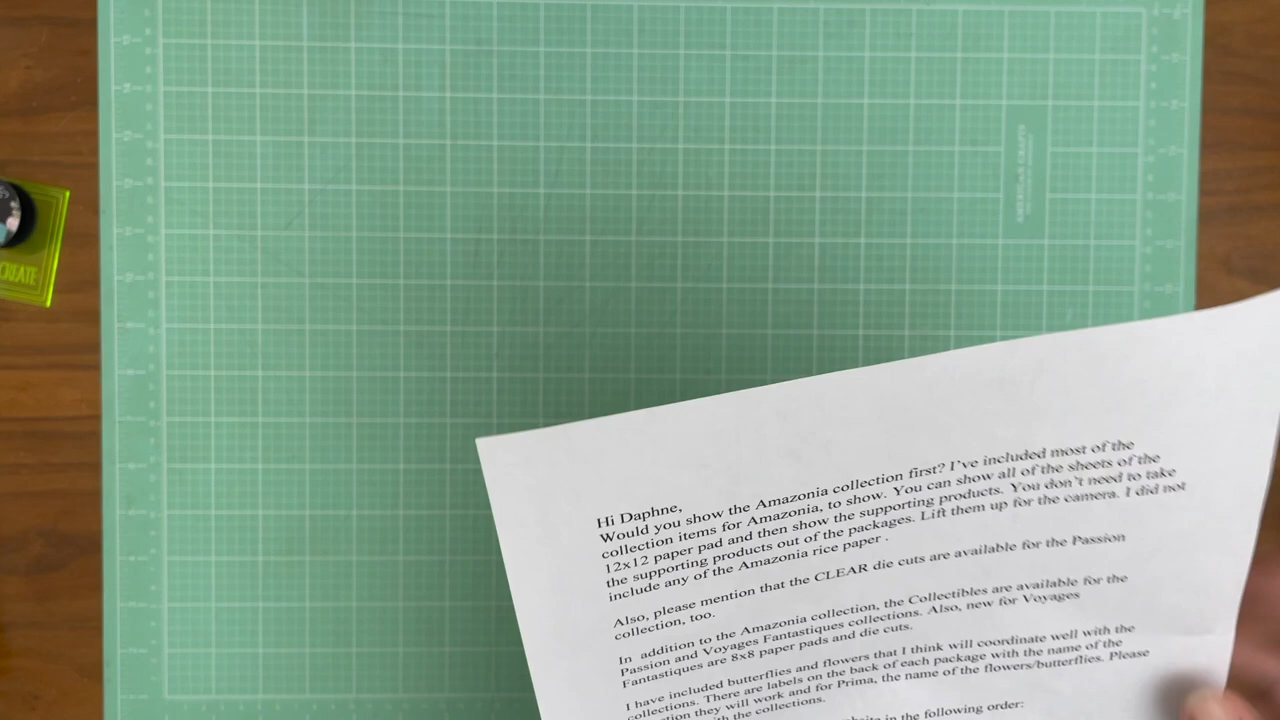 Hi Daphne,
Would you show the Amazonia collection first? I've included most of the
collection items for Amazonia, to show. You can show all of the sheets of the
12x12 paper pad and then show the supporting products. You don't need to take
the supporting products out of the packages. Lift them up for the camera. I did not
include any of the Amazonia rice paper .
Also, please mention that the CLEAR die cuts are available for the Passion
collection, too.
In addition to the Amazonia collection, the Collectibles are available for the
Passion and Voyages Fantastiques collections. Also, new for Voyages
Fantastiques are 8x8 paper pads and die cuts.
I have included butterflies and flowers that I think will coordinate well with the
collections. There are labels on the back of each package with the name of the
they will work and for Prima, the name of the flowers/butterflies. Please
the collections.
in the following order:
CREATE